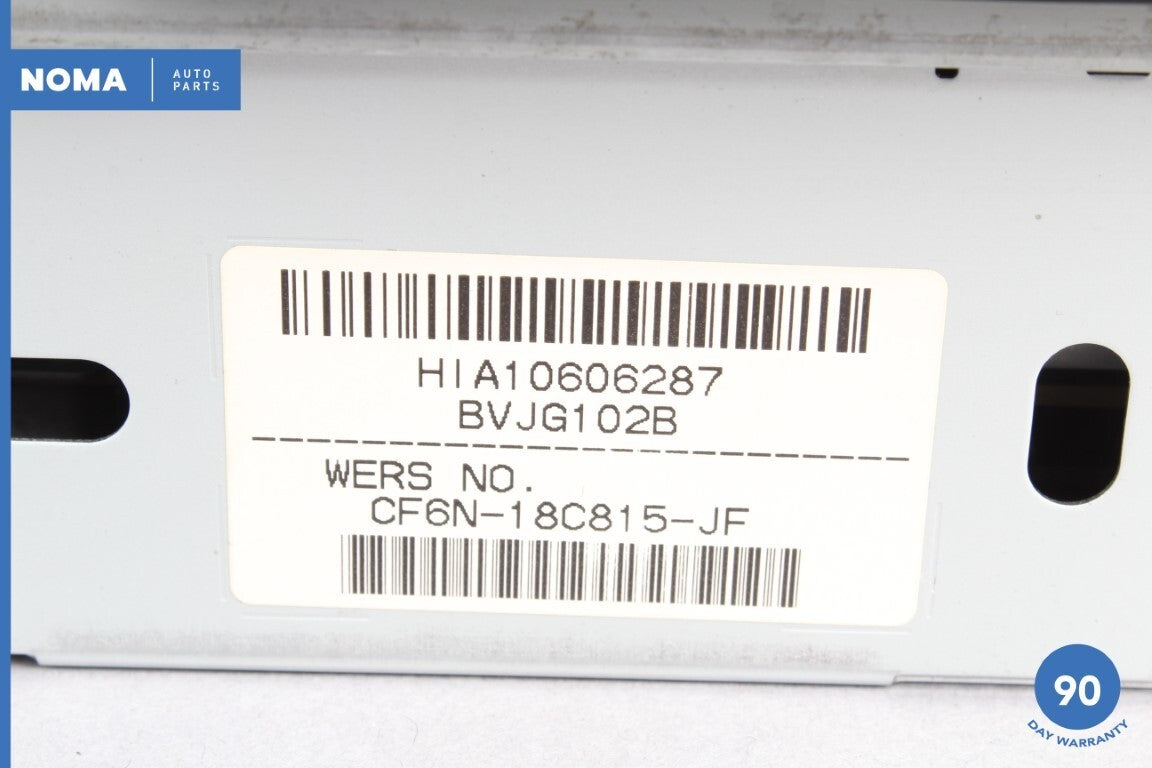 NOMA
AUTO
PARTS
HIA10606287
BVJG102B
WERS NO.
CF6N-18C815-JF
90
DAY WARRANTY